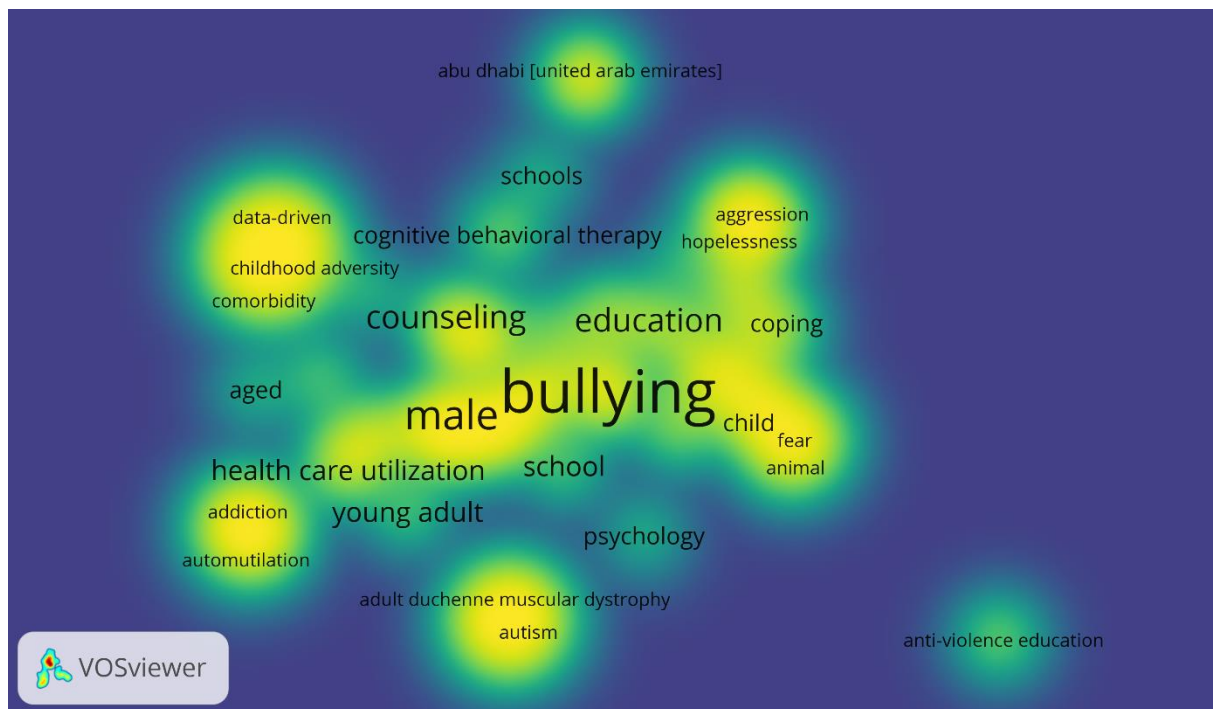 abu dhabi [united arab emirates]
schools
data-driven
aggression
cognitive behavioral therapy
hopelessness
childhood adversity
comorbidity
counseling
education
coping
aged
bullying
male
child
fear
health care utilization
school
animal
addiction
young adult
psychology
automutilation
adult duchenne muscular dystrophy
autism
anti-violence education
VOSviewer